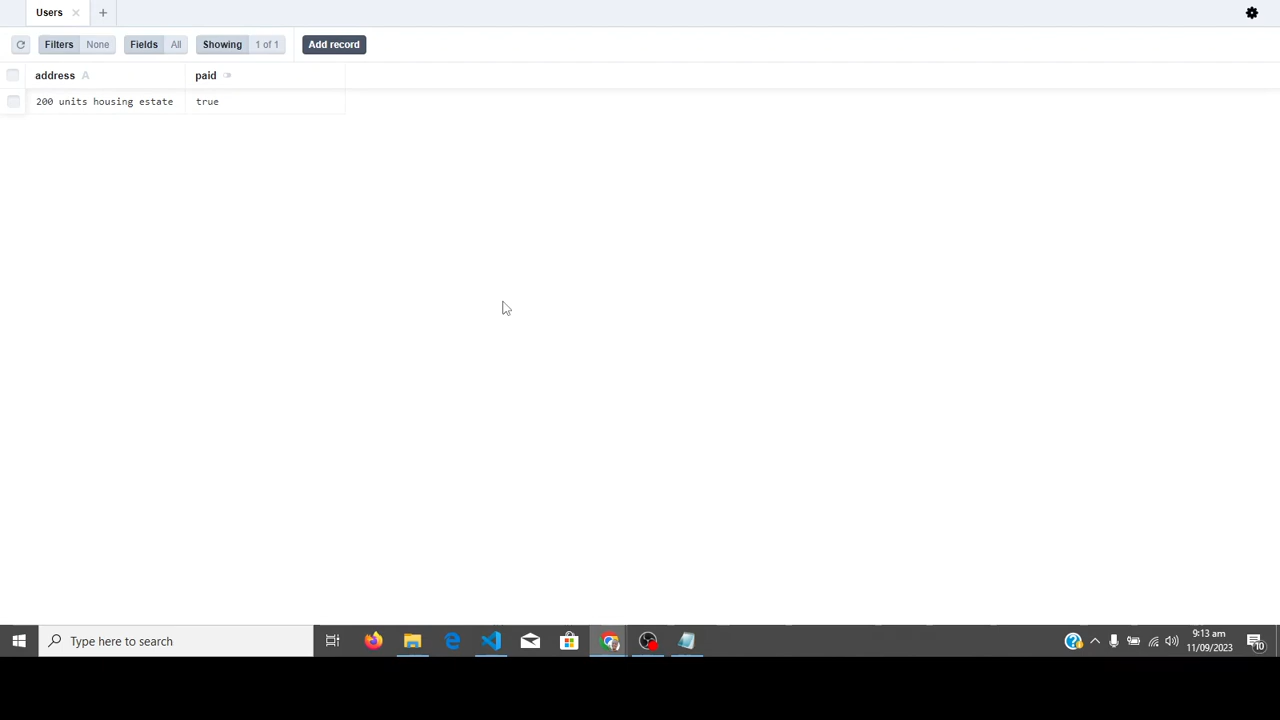 Users
Filters None Fields All Showing 1 of 1 Add record
address A paid
200 units housing estate true
Type here to search
9:13 am
11/09/2023
10